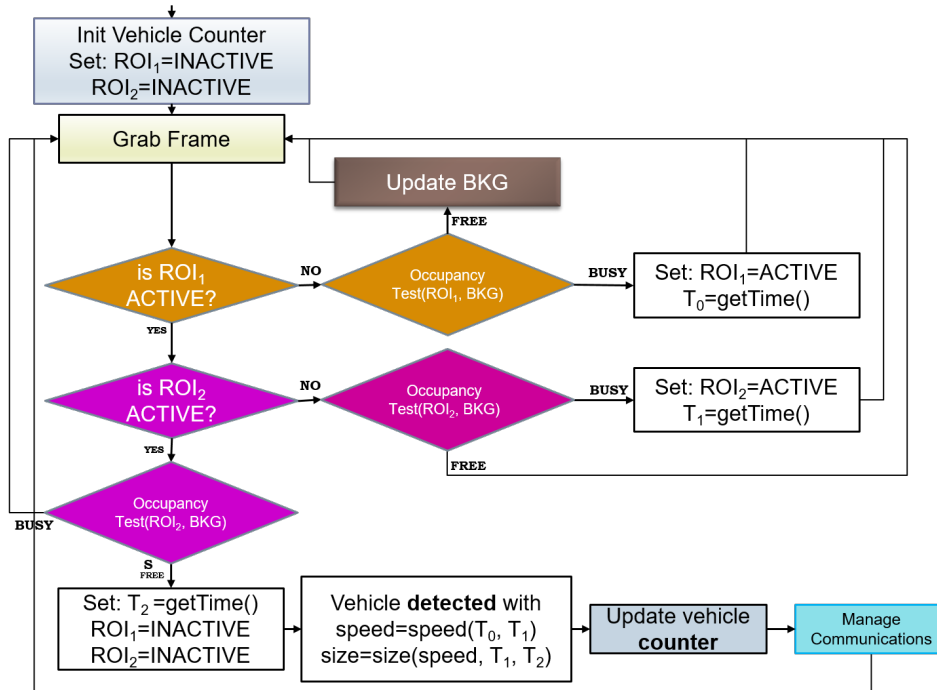 Init Vehicle Counter
Set: ROI₁=INACTIVE
ROI₂=INACTIVE
Grab Frame
Update BKG
FREE
is ROI₁
ACTIVE?
NO
Occupancy
Test(ROI₁, BKG)
BUSY
Set: ROI₁=ACTIVE
T₀=getTime()
YES
is ROI₂
ACTIVE?
NO
Occupancy
Test(ROI₂, BKG)
BUSY
Set: ROI₂=ACTIVE
T₁=getTime()
YES
FREE
Occupancy
Test(ROI₂, BKG)
BUSY
S
FREE
Set: T₂ =getTime()
ROI₁=INACTIVE
ROI₂=INACTIVE
Vehicle detected with
speed=speed(T₀, T₁)
size=size(speed, T₁, T₂)
Update vehicle
counter
Manage
Communications